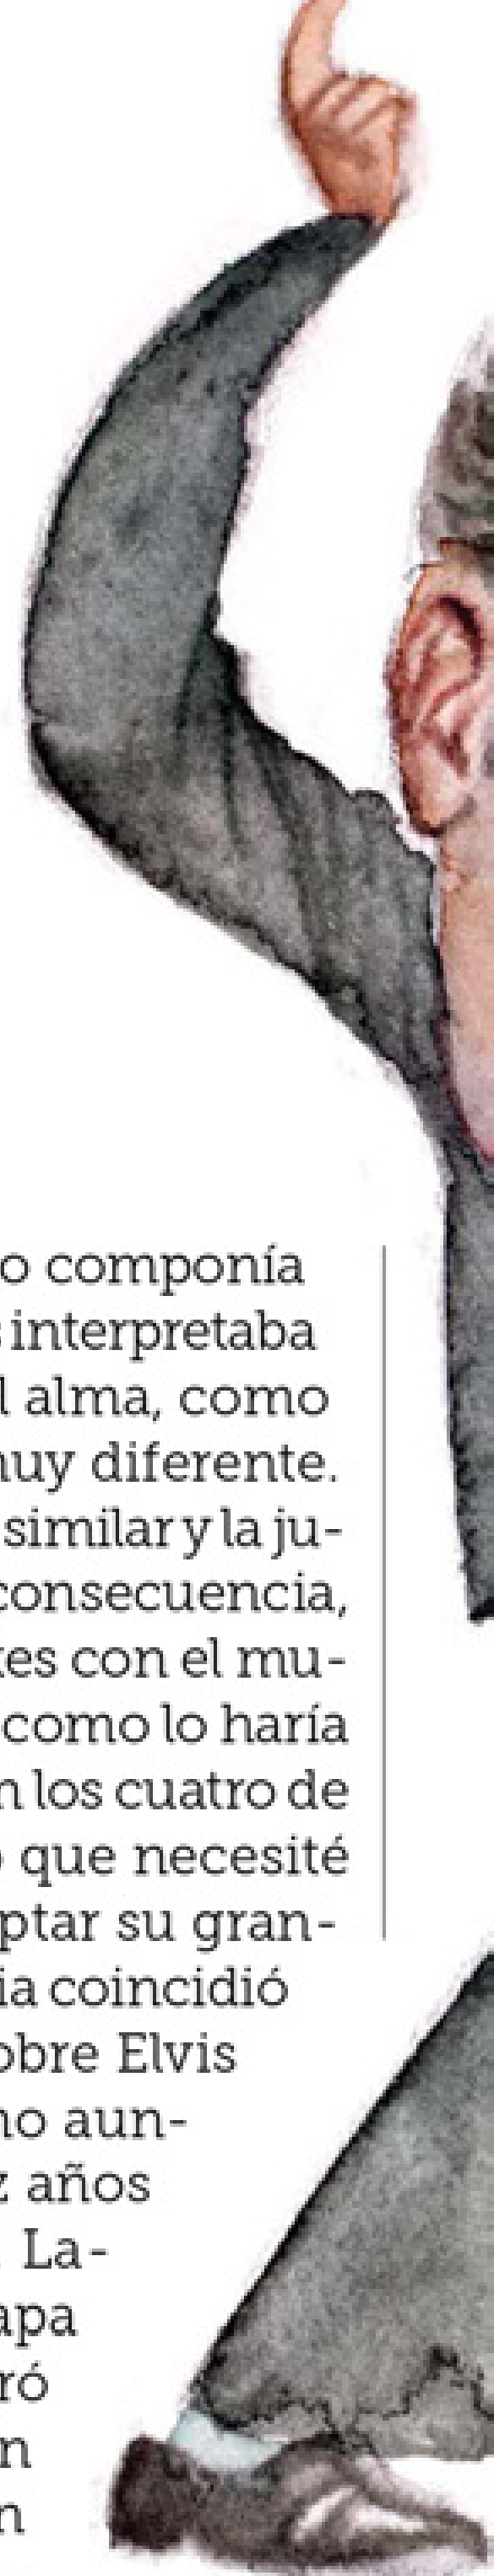 o componía
interpretaba
l alma, como
muy diferente.
similar y la ju-
consecuencia,
tes con el mu-
como lo haría
n los cuatro de
que necesité
ptar su gran-
ia coincidió
obre Elvis
no aun-
z años
La-
apa
ró
n
n